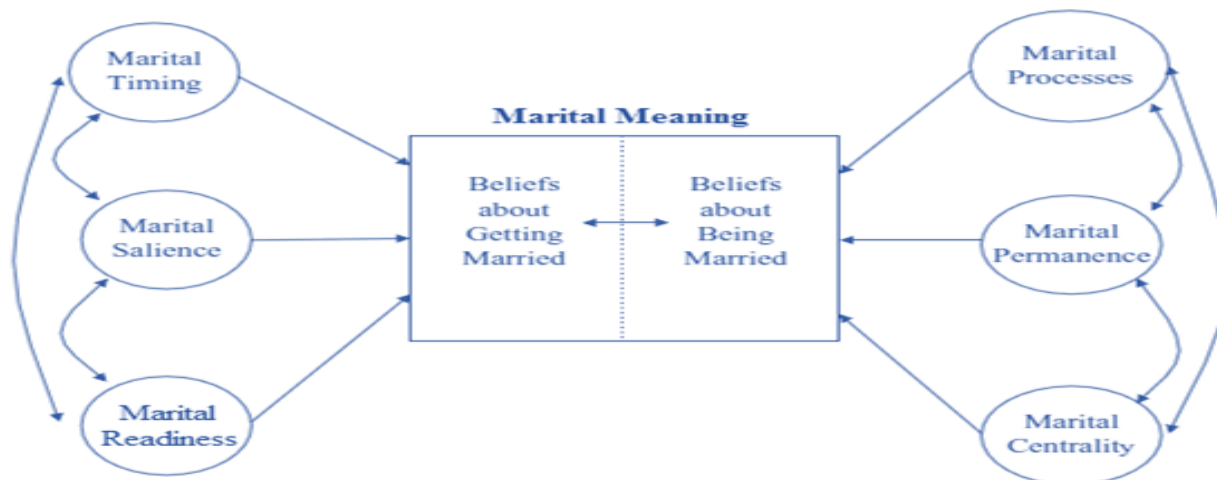 Marital
Timing
Marital
Salience
Marital
Readiness
Marital Meaning
Beliefs
about
Getting
Married
Beliefs
about
Being
Married
Marital
Processes
Marital
Permanence
Marital
Centrality